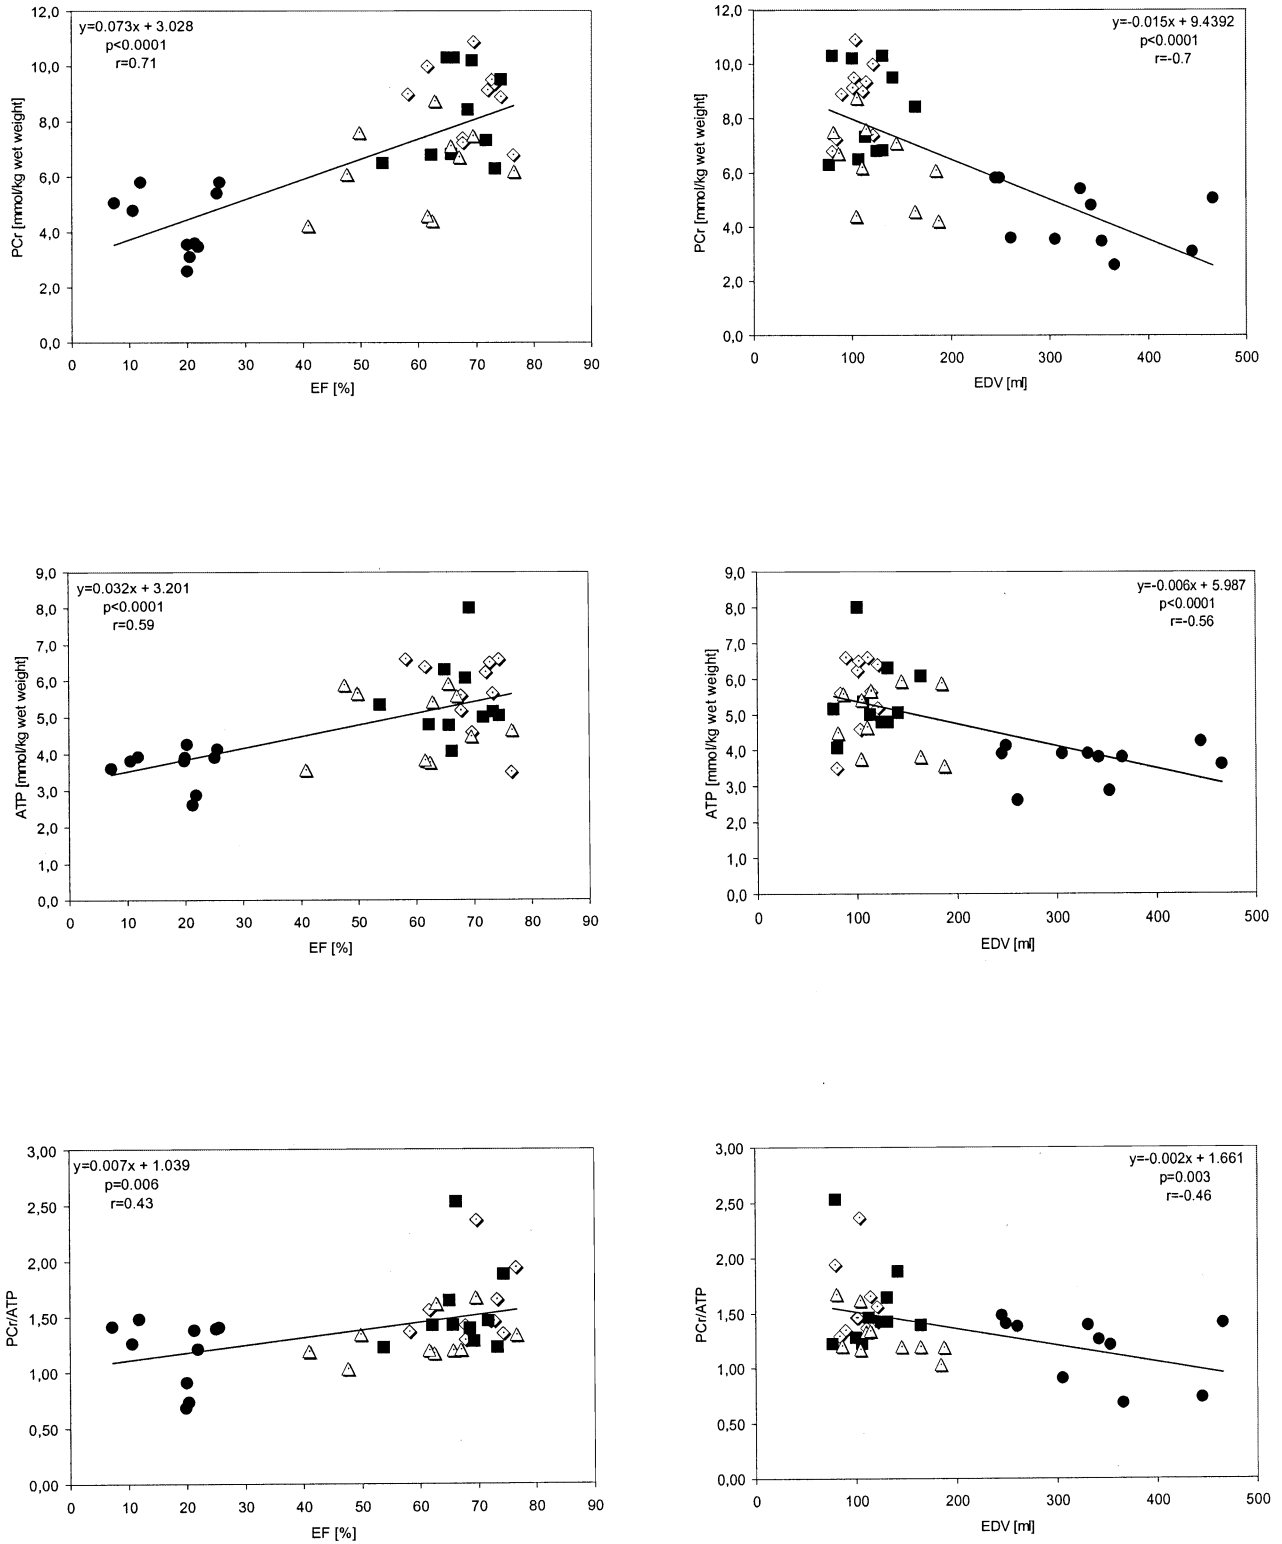 y=0.073x + 3.028
p<0.0001
r=0.71
12,0
10,0
8,0
6,0
4,0
2,0
0,0
PCr [mmol/kg wet weight]
0 10 20 30 40 50 60 70 80 90
EF [%]
y=-0.015x + 9.4392
p<0.0001
r=-0.7
12,0
10,0
8,0
6,0
4,0
2,0
0,0
PCr [mmol/kg wet weight]
0 100 200 300 400 500
EDV [ml]
y=0.032x + 3.201
p<0.0001
r=0.59
9,0
8,0
7,0
6,0
5,0
4,0
3,0
2,0
1,0
0,0
ATP [mmol/kg wet weight]
0 10 20 30 40 50 60 70 80 90
EF [%]
y=-0.006x + 5.987
p<0.0001
r=-0.56
9,0
8,0
7,0
6,0
5,0
4,0
3,0
2,0
1,0
0,0
ATP [mmol/kg wet weight]
0 100 200 300 400 500
EDV [ml]
y=0.007x + 1.039
p=0.006
r=0.43
3,00
2,50
2,00
1,50
1,00
0,50
0,00
PCr/ATP
0 10 20 30 40 50 60 70 80 90
EF [%]
y=-0.002x + 1.661
p=0.003
r=-0.46
3,00
2,50
2,00
1,50
1,00
0,50
0,00
PCr/ATP
0 100 200 300 400 500
EDV [ml]